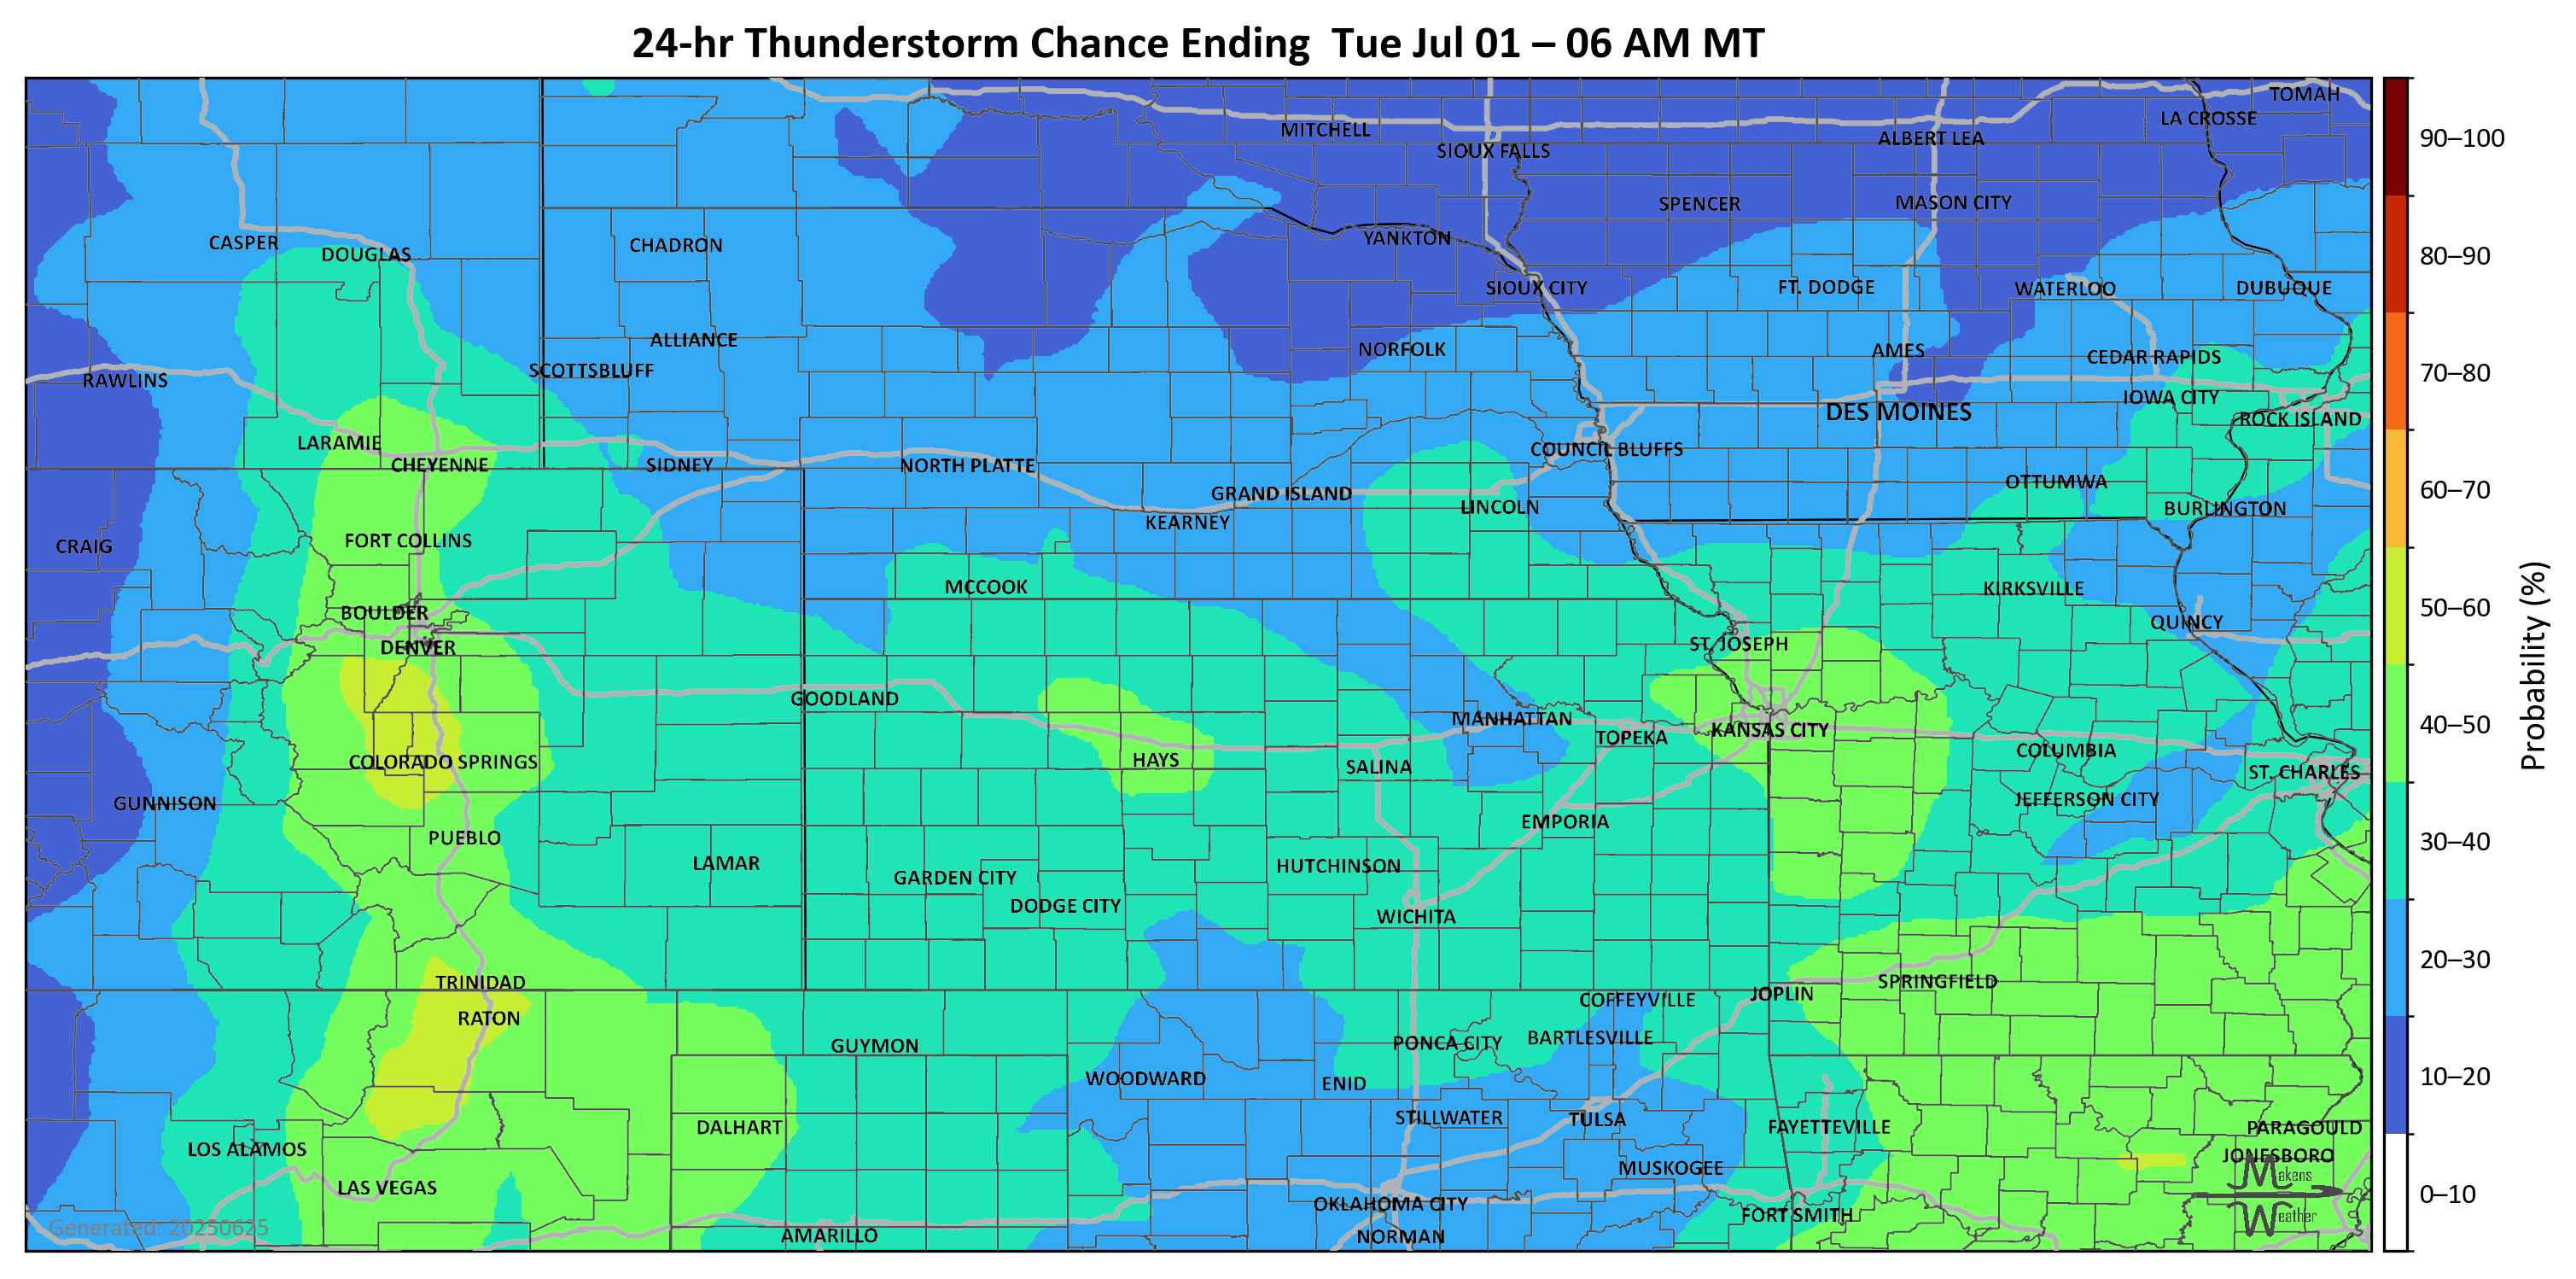 24-hr Thunderstorm Chance Ending  Tue Jul 01 – 06 AM MT
TOMAH
LA CROSSE
MITCHELL
ALBERT LEA
SIOUX FALLS
SPENCER
MASON CITY
YANKTON
CASPER
CHADRON
DOUGLAS
SIOUX CITY
FT. DODGE
WATERLOO
DUBUQUE
ALLIANCE
NORFOLK
AMES
CEDAR RAPIDS
SCOTTSBLUFF
RAWLINS
IOWA CITY
DES MOINES
ROCK ISLAND
LARAMIE
COUNCIL BLUFFS
CHEYENNE
SIDNEY
NORTH PLATTE
OTTUMWA
GRAND ISLAND
LINCOLN
BURLINGTON
KEARNEY
FORT COLLINS
CRAIG
MCCOOK
KIRKSVILLE
BOULDER
QUINCY
DENVER
ST. JOSEPH
GOODLAND
MANHATTAN
KANSAS CITY
TOPEKA
COLUMBIA
COLORADO SPRINGS
HAYS
SALINA
ST. CHARLES
GUNNISON
JEFFERSON CITY
EMPORIA
PUEBLO
LAMAR
HUTCHINSON
GARDEN CITY
DODGE CITY
WICHITA
TRINIDAD
SPRINGFIELD
JOPLIN
COFFEYVILLE
RATON
BARTLESVILLE
PONCA CITY
GUYMON
WOODWARD
ENID
STILLWATER
TULSA
DALHART
FAYETTEVILLE
PARAGOULD
LOS ALAMOS
JONESBORO
MUSKOGEE
LAS VEGAS
OKLAHOMA CITY
FORT SMITH
AMARILLO
NORMAN
Generated: 20250625
Makens
Weather
90–100
80–90
70–80
60–70
50–60
40–50
30–40
20–30
10–20
0–10
Probability (%)